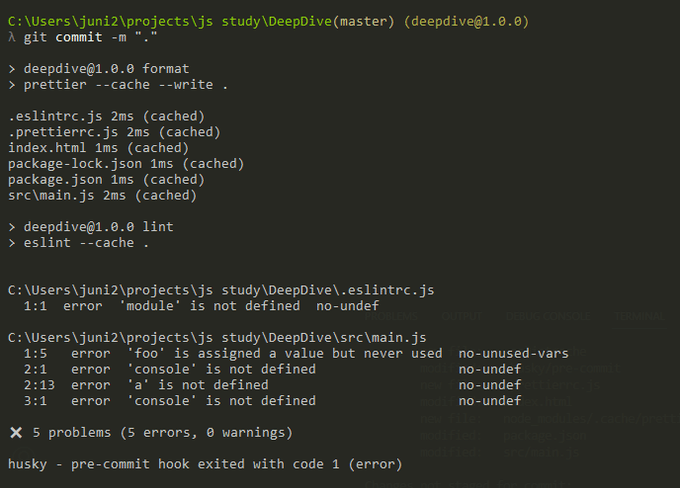 C:\Users\juni2\projects\js study\DeepDive(master) (deepdive@1.0.0)
λ git commit -m "."
> deepdive@1.0.0 format
> prettier --cache --write .
.eslintrc.js 2ms (cached)
.prettierrc.js 2ms (cached)
index.html 1ms (cached)
package-lock.json 1ms (cached)
package.json 1ms (cached)
src\main.js 2ms (cached)
> deepdive@1.0.0 lint
> eslint --cache .
C:\Users\juni2\projects\js study\DeepDive\.eslintrc.js
1:1 error 'module' is not defined no-undef
PROBLEMS OUTPUT DEBUG CONSOLE TERMINAL
C:\Users\juni2\projects\js study\DeepDive\src\main.js
1:5 error 'foo' is assigned a value but never used no-unused-vars
2:1 error 'console' is not defined no-undef
2:13 error 'a' is not defined no-undef
3:1 error 'console' is not defined no-undef
✖ 5 problems (5 errors, 0 warnings)
husky - pre-commit hook exited with code 1 (error)